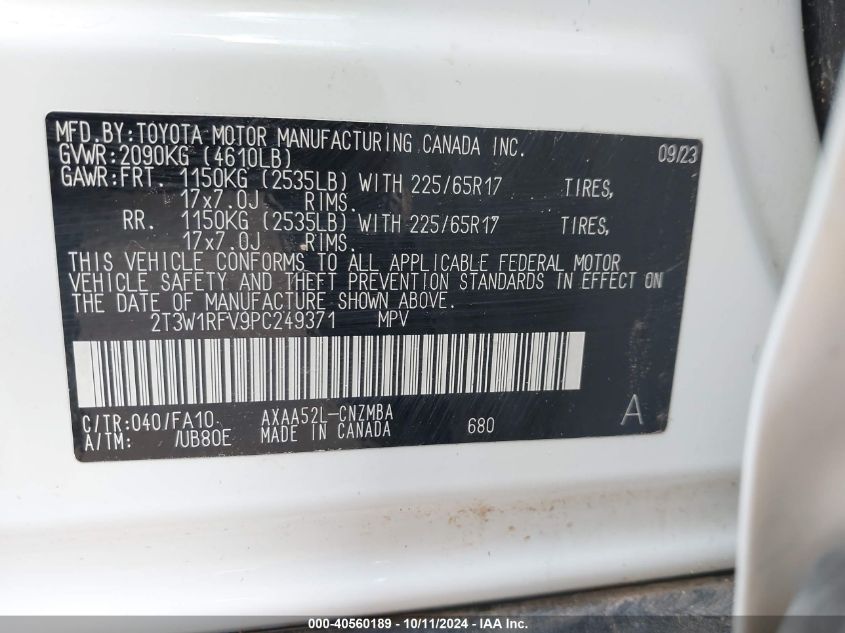 MFD.BY:TOYOTA MOTOR MANUFACTURING CANADA INC. 09/23
GVWR:2090KG (4610LB)
GAWR:FRT. 1150KG (2535LB) WITH 225/65R17 TIRES,
17x7.0J RIMS.
RR. 1150KG (2535LB) WITH 225/65R17 TIRES,
17x7.0J RIMS.
THIS VEHICLE CONFORMS TO ALL APPLICABLE FEDERAL MOTOR
VEHICLE SAFETY AND THEFT PREVENTION STANDARDS IN EFFECT ON
THE DATE OF MANUFACTURE SHOWN ABOVE.
2T3W1RFV9PC249371 MPV
C/TR:040/FA10 AXAA52L-CNZMBA A
A/TM: /UB80E MADE IN CANADA 680
000-40560189 - 10/11/2024 - IAA Inc.